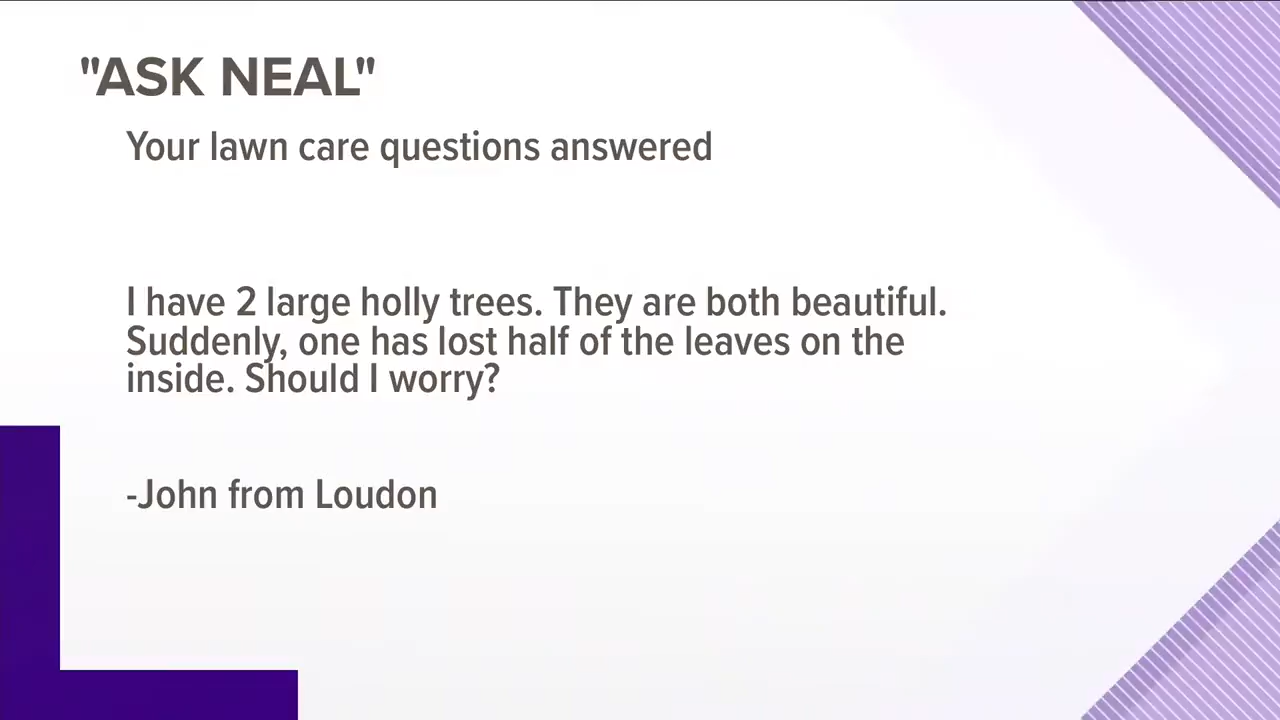 "ASK NEAL"
Your lawn care questions answered
I have 2 large holly trees. They are both beautiful.
Suddenly, one has lost half of the leaves on the
inside. Should I worry?
-John from Loudon